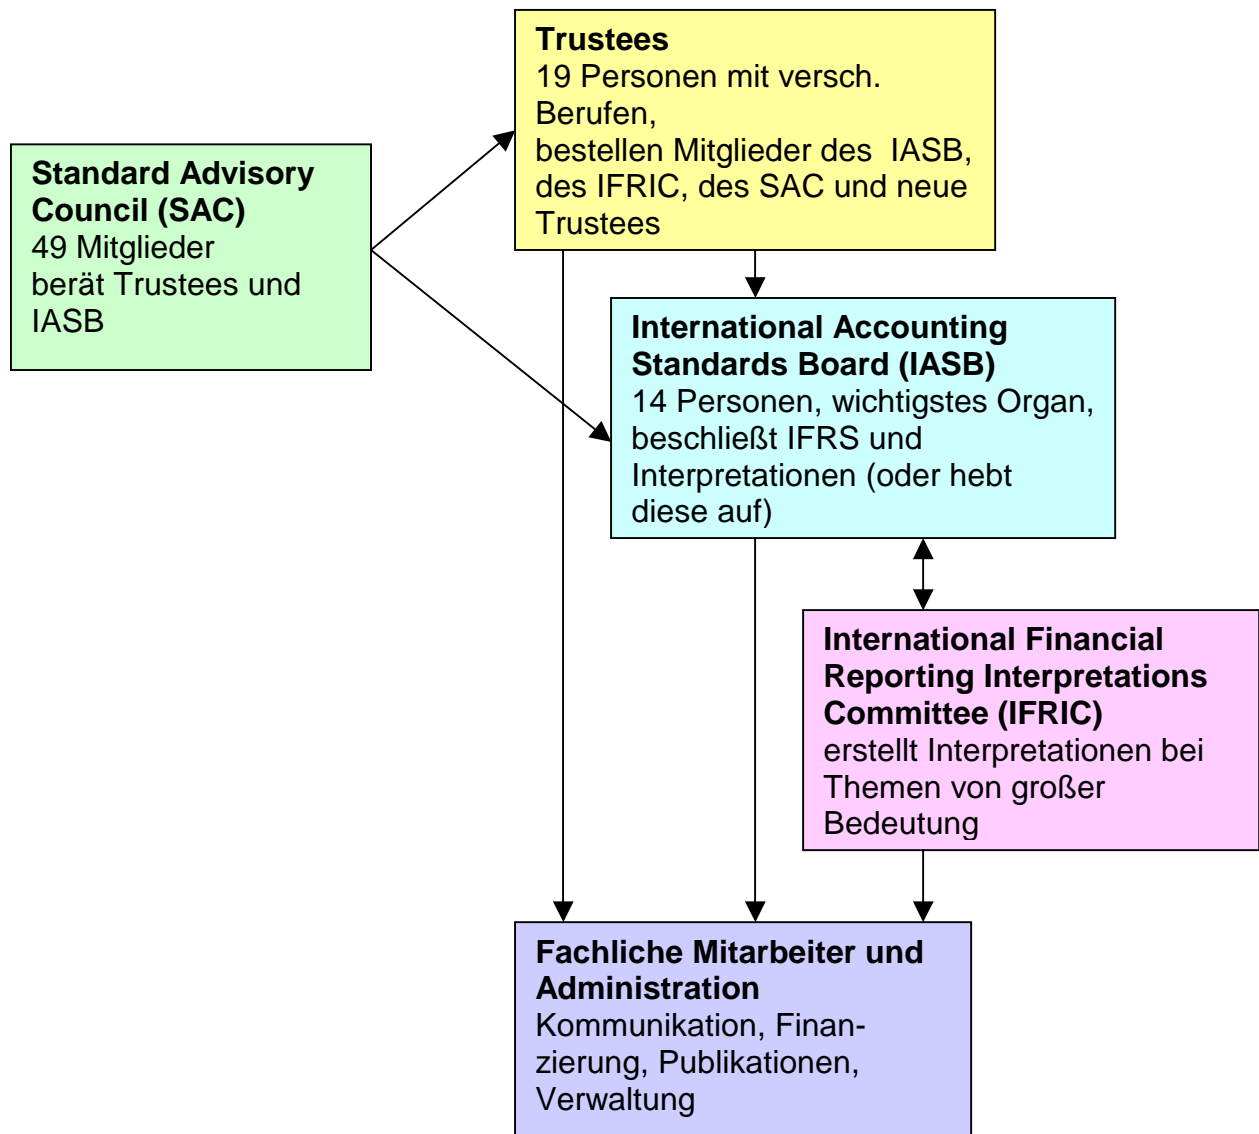 Trustees
19 Personen mit versch.
Berufen,
bestellen Mitglieder des  IASB,
des IFRIC, des SAC und neue
Trustees
Standard Advisory
Council (SAC)
49 Mitglieder
berät Trustees und
IASB
International Accounting
Standards Board (IASB)
14 Personen, wichtigstes Organ,
beschließt IFRS und
Interpretationen (oder hebt
diese auf)
International Financial
Reporting Interpretations
Committee (IFRIC)
erstellt Interpretationen bei
Themen von großer
Bedeutung
Fachliche Mitarbeiter und
Administration
Kommunikation, Finan-
zierung, Publikationen,
Verwaltung